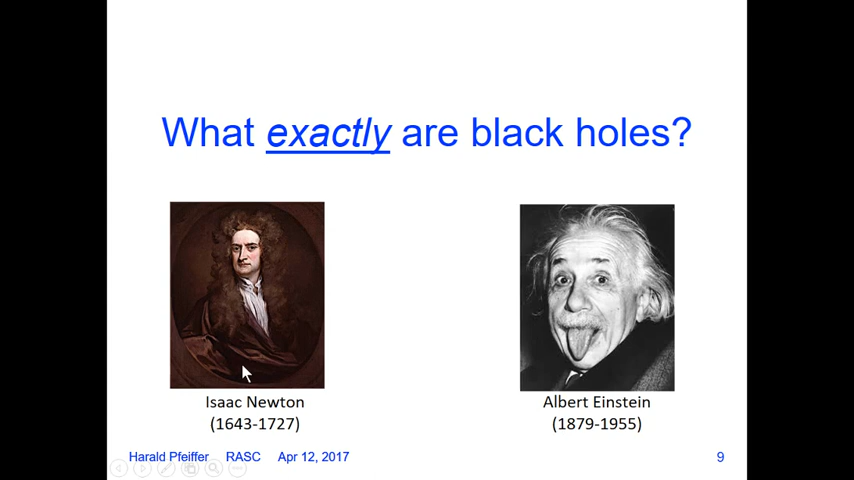 What exactly are black holes?
Isaac Newton
(1643-1727)
Albert Einstein
(1879-1955)
Harald Pfeiffer RASC Apr 12, 2017
9